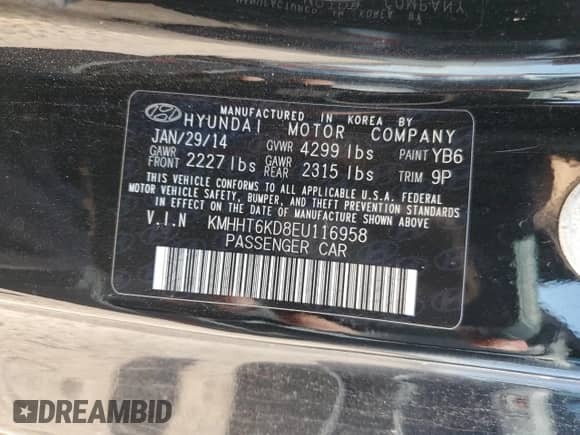 MANUFACTURED IN KOREA BY
HYUNDAI MOTOR COMPANY
JAN/29/14 GVWR 4299 lbs PAINT YB6
GAWR FRONT 2227 lbs GAWR REAR 2315 lbs TRIM 9P
THIS VEHICLE CONFORMS TO ALL APPLICABLE U.S.A. FEDERAL
MOTOR VEHICLE SAFETY, BUMPER, AND THEFT PREVENTION
STANDARDS IN EFFECT ON THE DATE OF MANUFACTURE SHOWN ABOVE
V.I.N KMHHT6KD8EU116958
PASSENGER CAR
DREAMBID